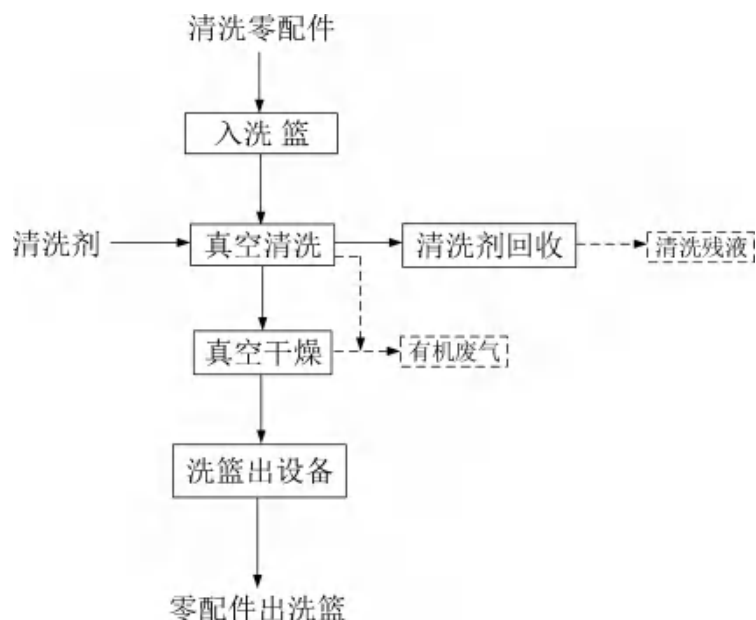 清洗零配件
入洗 篮
清洗剂
真空清洗
清洗剂回收
清洗残液
真空干燥
有机废气
洗篮出设备
零配件出洗篮